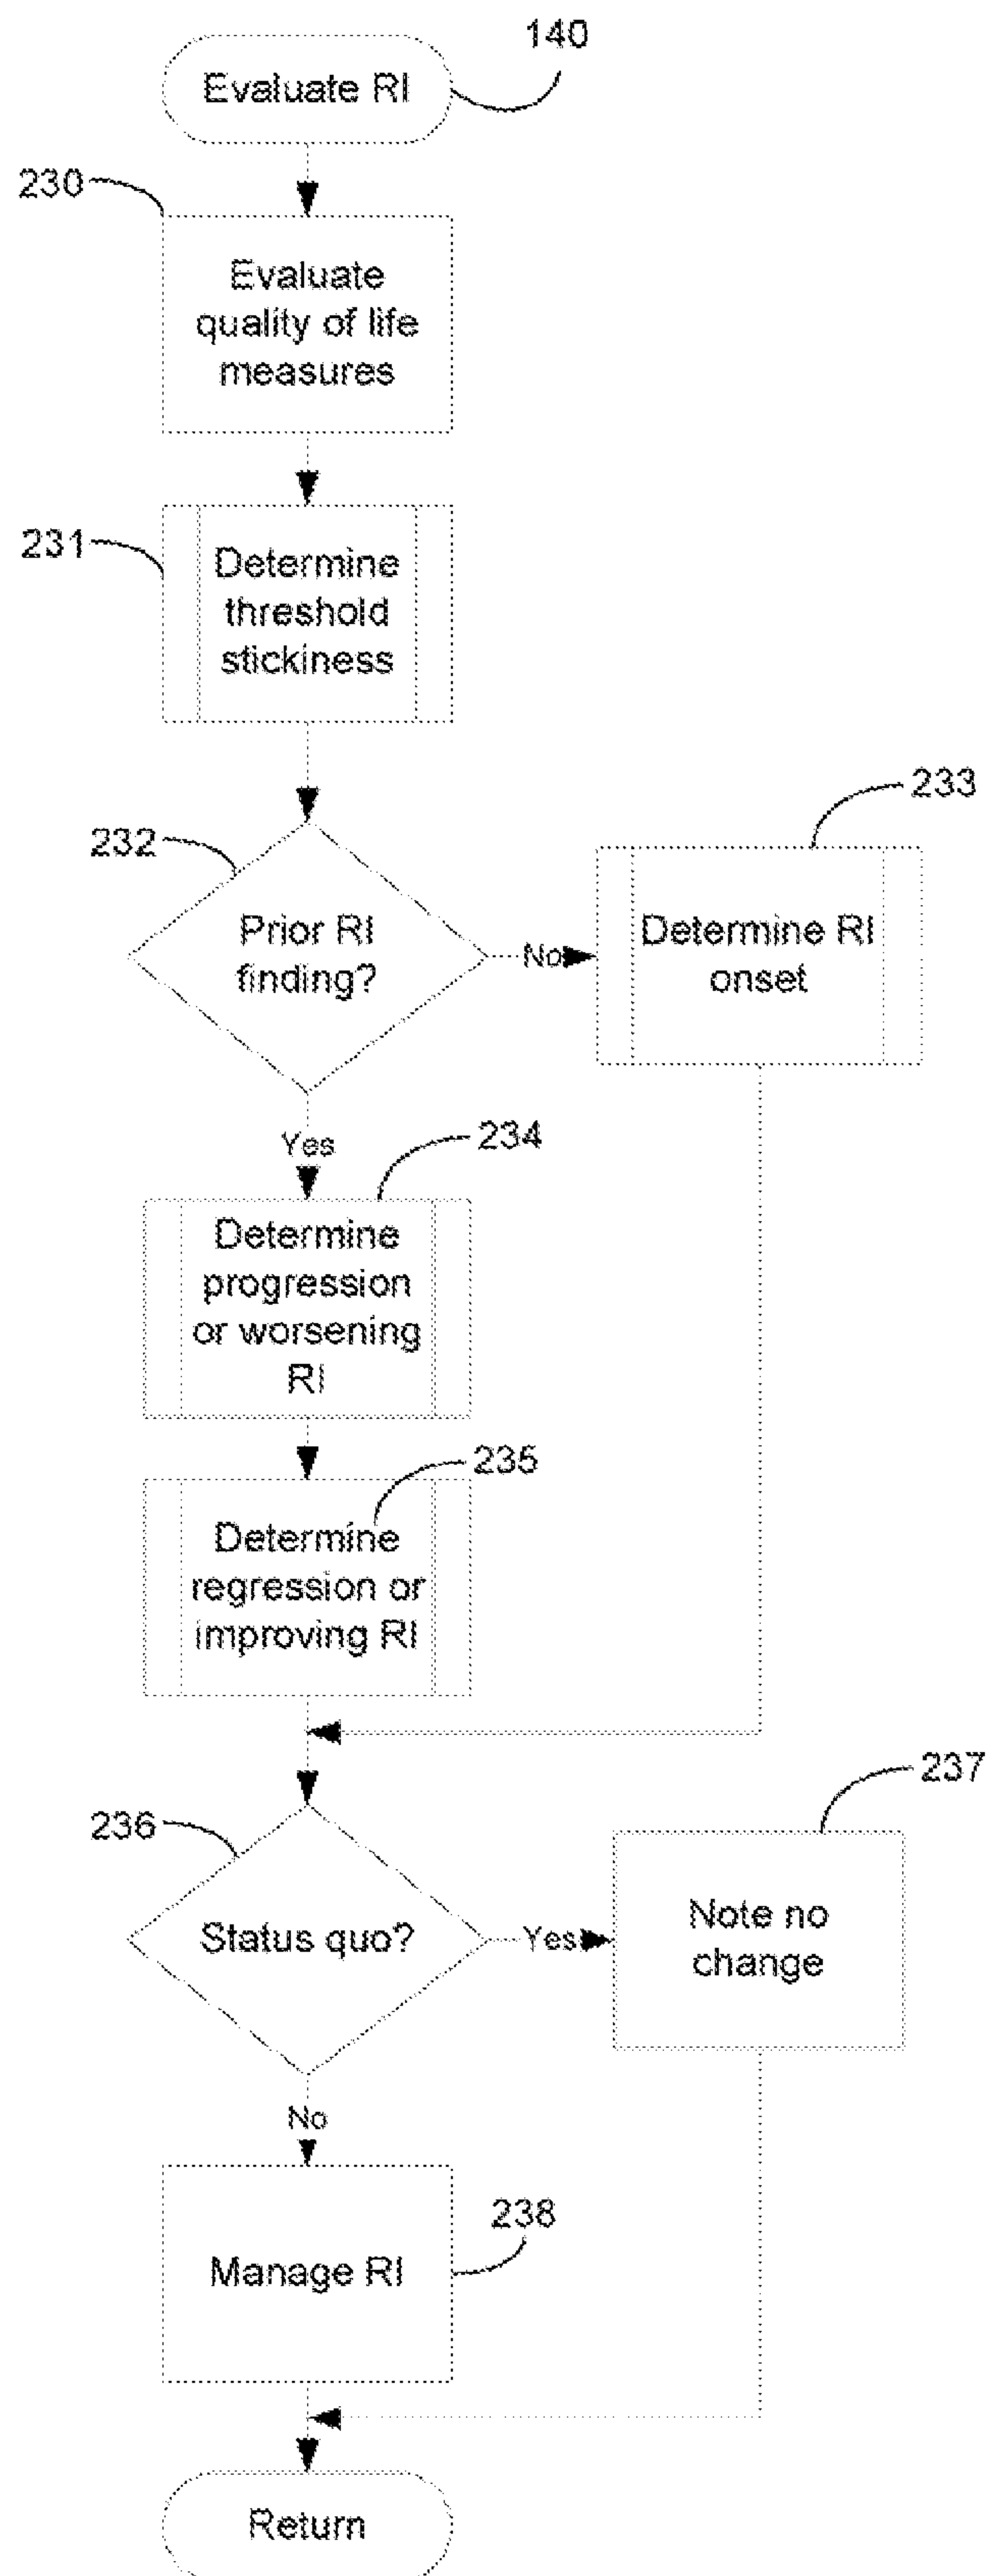 140
Evaluate RI
230
Evaluate
quality of life
measures
231
Determine
threshold
stickiness
232
Prior RI
finding?
No
233
Determine RI
onset
Yes
234
Determine
progression
or worsening
RI
235
Determine
regression or
improving RI
236
Status quo?
Yes
237
Note no
change
No
238
Manage RI
Return